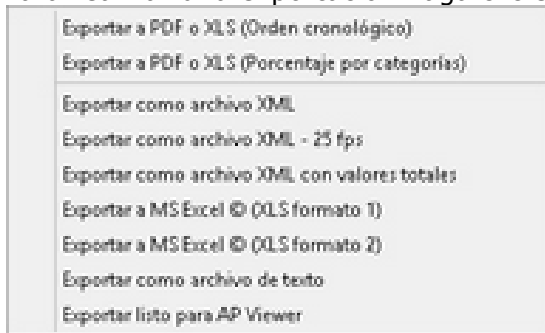 Exportar a PDF o XLS (Orden cronológico)
Exportar a PDF o XLS (Porcentaje por categorías)
Exportar como archivo XML
Exportar como archivo XML - 25 fps
Exportar como archivo XML con valores totales
Exportar a MS Excel © (XLS formato 1)
Exportar a MS Excel © (XLS formato 2)
Exportar como archivo de texto
Exportar listo para AP Viewer